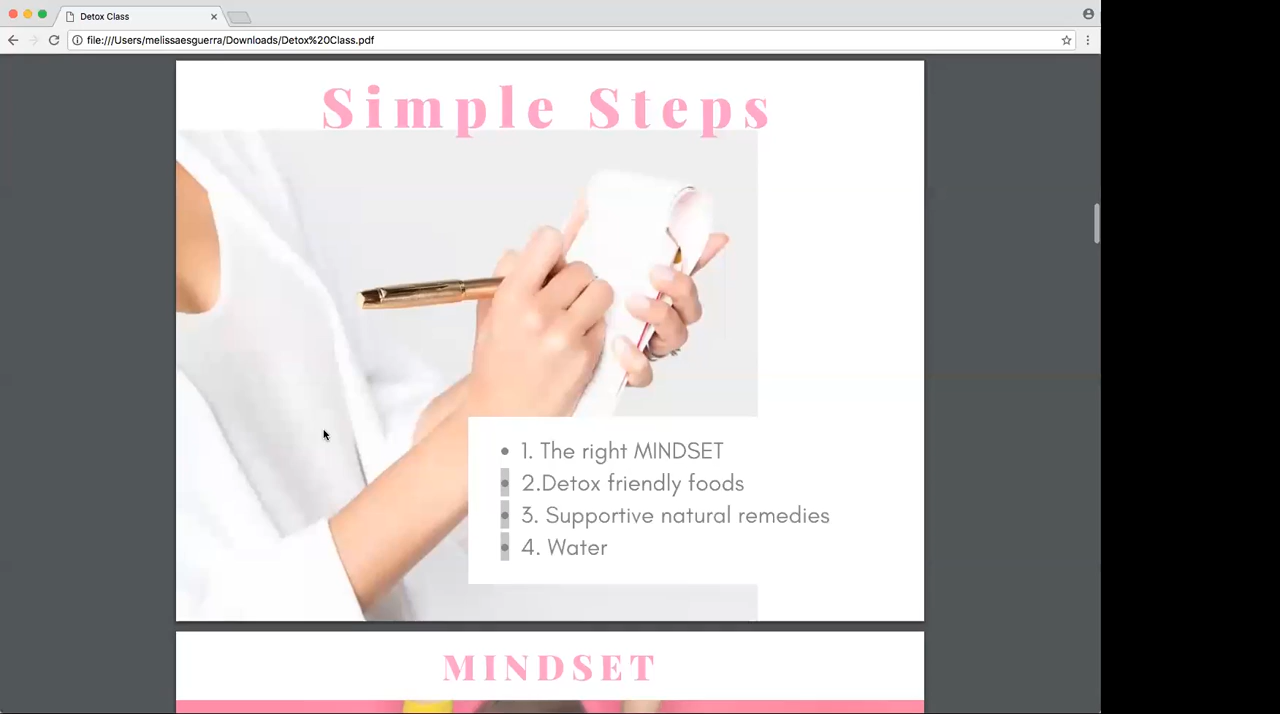 Detox Class
file:///Users/melissaesguerra/Downloads/Detox%20Class.pdf
Simple Steps
• 1. The right MINDSET
• 2.Detox friendly foods
• 3. Supportive natural remedies
• 4. Water
MINDSET